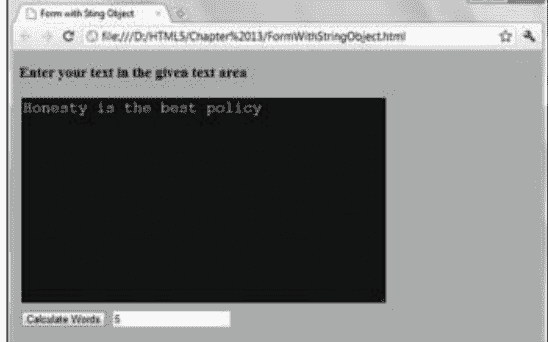 Form with Sting Object
file:///D:/HTML5/Chapter%2013/FormWithStringObject.html
Enter your text in the given text area
Honesty is the best policy
Calculate Words 5